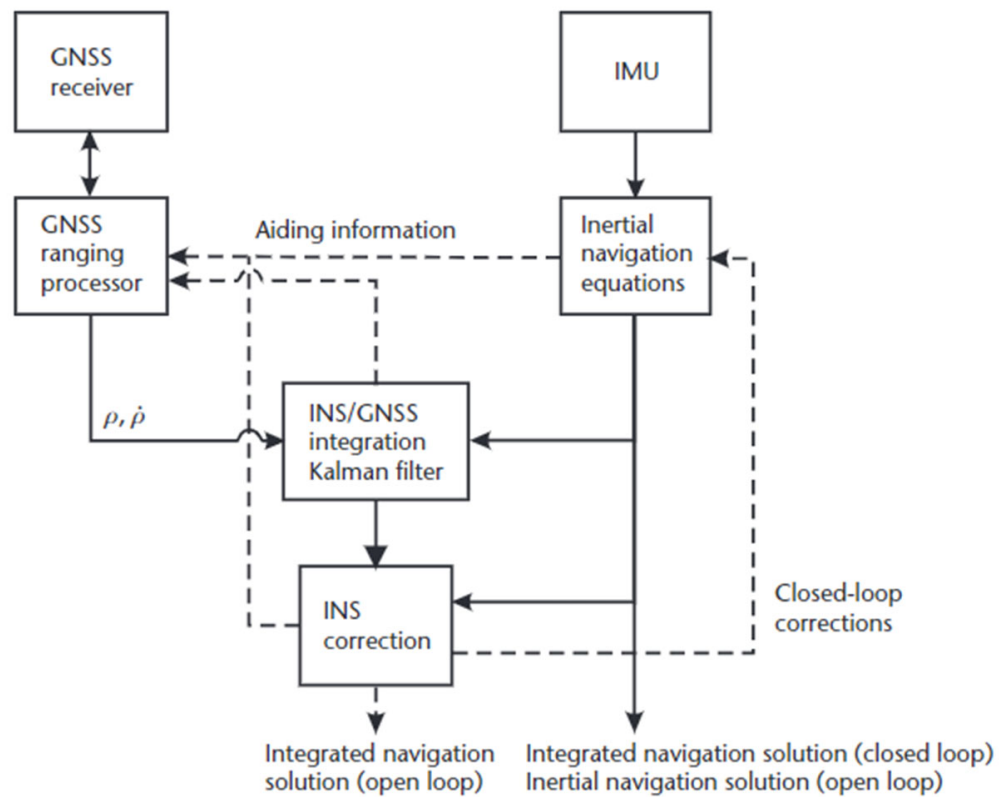 GNSS
receiver
IMU
GNSS
ranging
processor
Aiding information
Inertial
navigation
equations
ρ, ρ̇
INS/GNSS
integration
Kalman filter
INS
correction
Closed-loop
corrections
Integrated navigation
solution (open loop)
Integrated navigation solution (closed loop)
Inertial navigation solution (open loop)